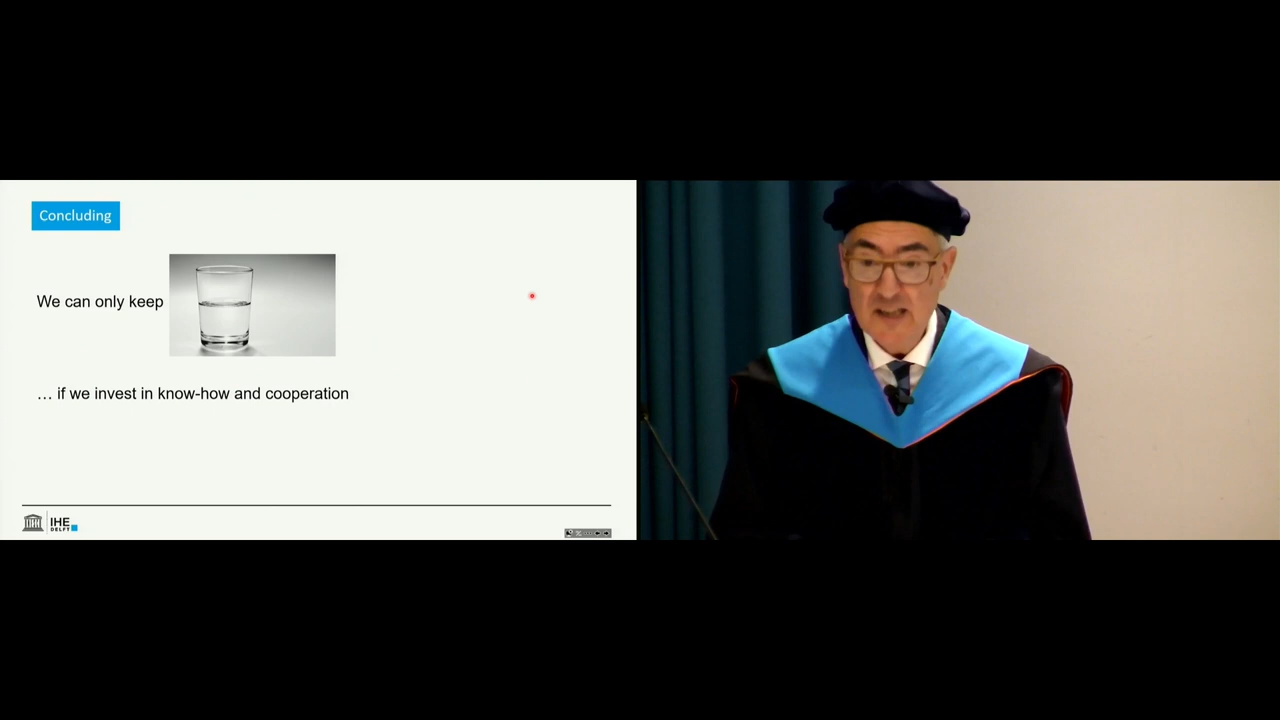 Concluding
We can only keep
… if we invest in know-how and cooperation
IHE
DELFT